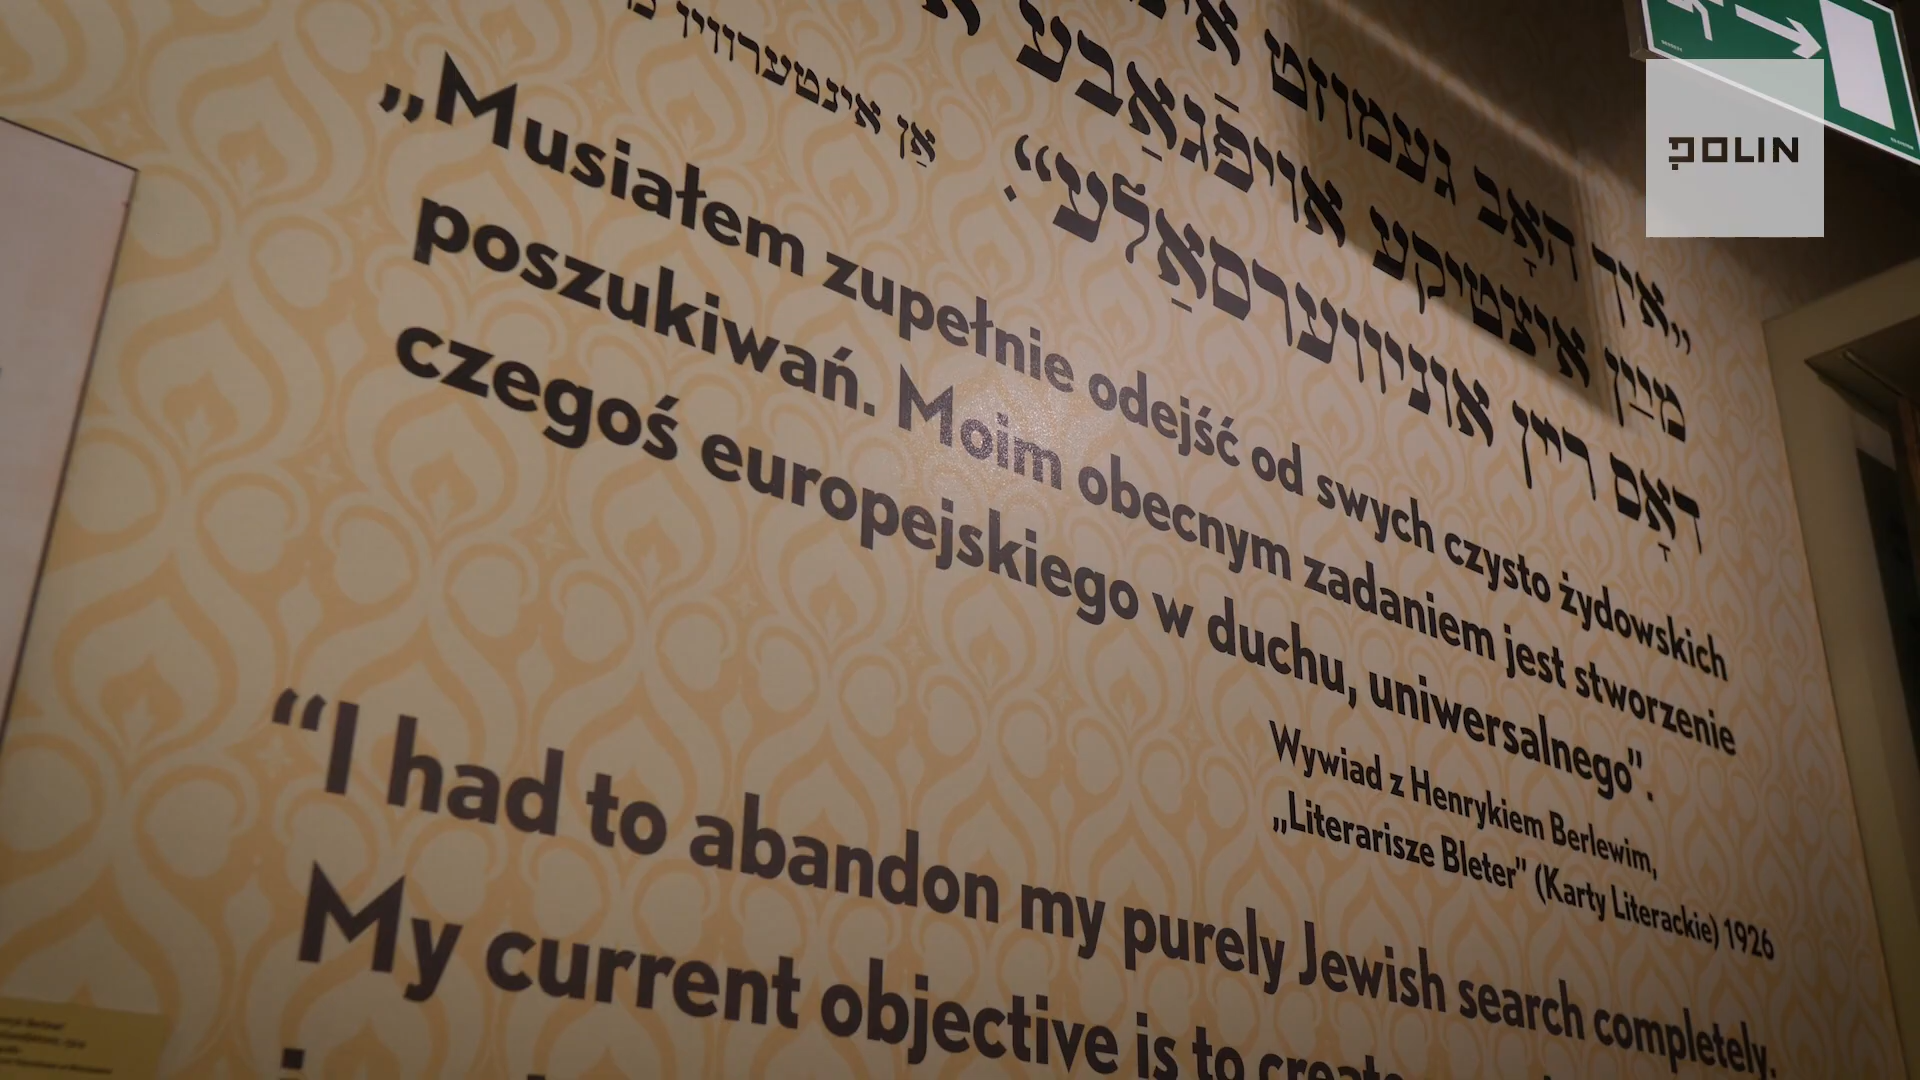 „איך האָב געמוזט
מײַן איצטיקע אויפֿגאַבע
דאָס ריין אוניווערסאַלע“.
אַן אינטערוויו
„Musiałem zupełnie odejść od swych czysto żydowskich
poszukiwań. Moim obecnym zadaniem jest stworzenie
czegoś europejskiego w duchu, uniwersalnego”.
Wywiad z Henrykiem Berlewim,
„Literarisze Bleter” (Karty Literackie) 1926
“I had to abandon my purely Jewish search completely.
My current objective is to create
POLIN